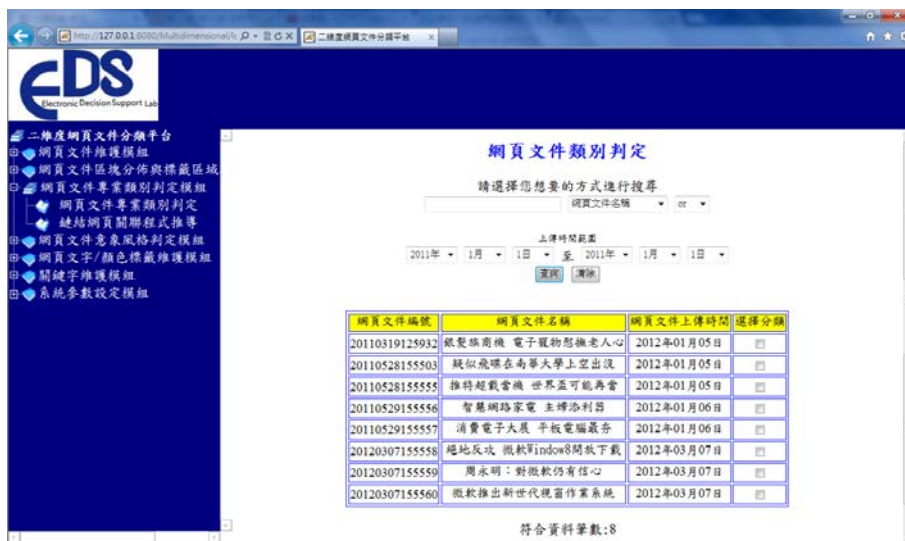 http://127.0.0.1:8080/Multidimensional/lc
二維度網頁文件分類平台
EDS
Electronic Decision Support Lab
二維度網頁文件分類平台
網頁文件維護模組
網頁文件區塊分佈與標籤區域
網頁文件專業類別判定模組
網頁文件專業類別判定
鏈結網頁關聯程式推導
網頁文件意象風格判定模組
網頁文字/顏色標籤維護模組
關鍵字維護模組
系統參數設定模組
網頁文件類別判定
請選擇您想要的方式進行搜尋
網頁文件名稱 or
上傳時間範圍
2011年 1月 1日 至 2011年 1月 1日
查詢 清除
網頁文件編號 網頁文件名稱 網頁文件上傳時間 選擇分類
20110319125932 銀髮族商機 電子寵物慰撫老人心 2012年01月05日
20110528155503 疑似飛碟在南華大學上空出沒 2012年01月05日
20110528155555 推特超載當機 世界盃可能再當 2012年01月05日
20110529155556 智慧網路家電 主婦添利器 2012年01月06日
20110529155557 消費電子大展 平板電腦最夯 2012年01月06日
20120307155558 絕地反攻 微軟Window8開放下載 2012年03月07日
20120307155559 周永明：對微軟仍有信心 2012年03月07日
20120307155560 微軟推出新世代視窗作業系統 2012年03月07日
符合資料筆數:8